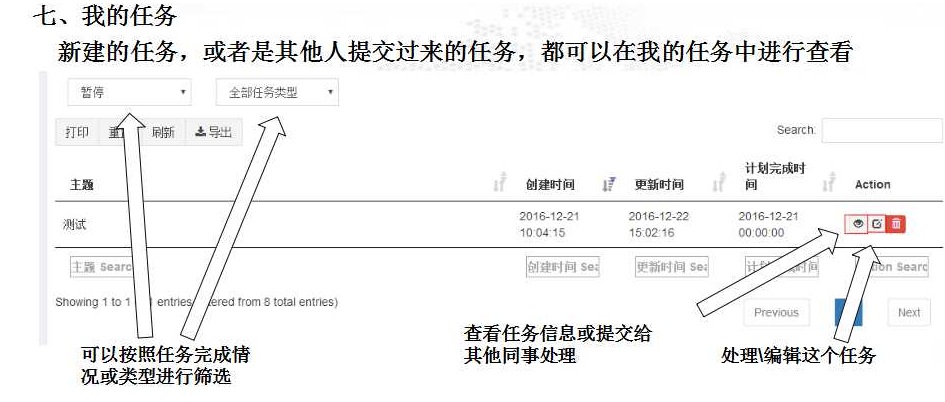 七、我的任务
新建的任务，或者是其他人提交过来的任务，都可以在我的任务中进行查看
暂停 全部任务类型
打印 重 刷新 导出 Search:
主题 创建时间 更新时间 计划完成时 Action
间
测试 2016-12-21 2016-12-22 2016-12-21
10:04:15 15:02:16 00:00:00
主题 Searc 创建时间 Sea 更新时间 Sea 计划完成时间 Searc
Showing 1 to 1 entries from 8 total entries)
Previous Next
可以按照任务完成情
况或类型进行筛选
查看任务信息或提交给
其他同事处理
处理\编辑这个任务